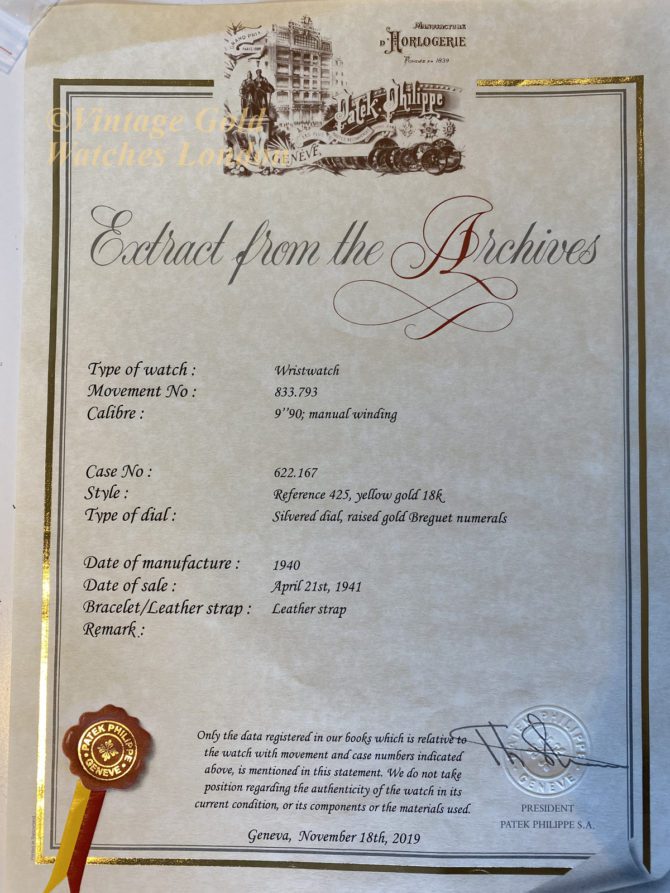 MANUFACTURE
D'HORLOGERIE
FONDÉE EN 1839
GRAND PRIX
Patek Philippe
GENÈVE
©Vintage Gold
Watches London
Extract from the Archives
Type of watch : Wristwatch
Movement No : 833.793
Calibre : 9’’90; manual winding
Case No : 622.167
Style : Reference 425, yellow gold 18k
Type of dial : Silvered dial, raised gold Breguet numerals
Date of manufacture : 1940
Date of sale : April 21st, 1941
Bracelet/Leather strap : Leather strap
Remark :
Only the data registered in our books which is relative to
the watch with movement and case numbers indicated
above, is mentioned in this statement. We do not take
position regarding the authenticity of the watch in its
current condition, or its components or the materials used.
Geneva, November 18th, 2019
PATEK PHILIPPE
GENEVE
PATEK PHILIPPE
GENEVE
PRESIDENT
PATEK PHILIPPE S.A.